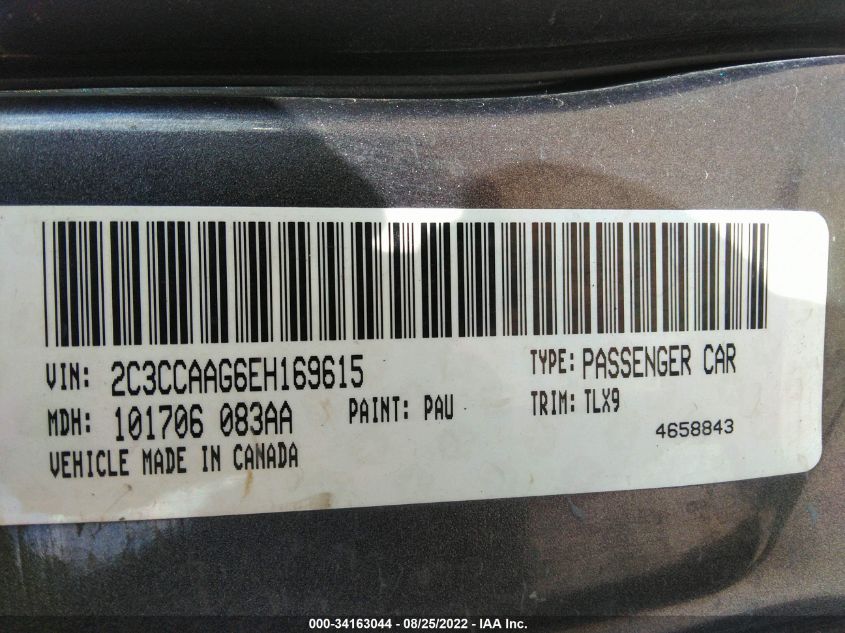 VIN: 2C3CCAAG6EH169615 TYPE: PASSENGER CAR
MDH: 101706 083AA PAINT: PAU TRIM: TLX9
4658843
VEHICLE MADE IN CANADA
000-34163044 - 08/25/2022 - IAA Inc.